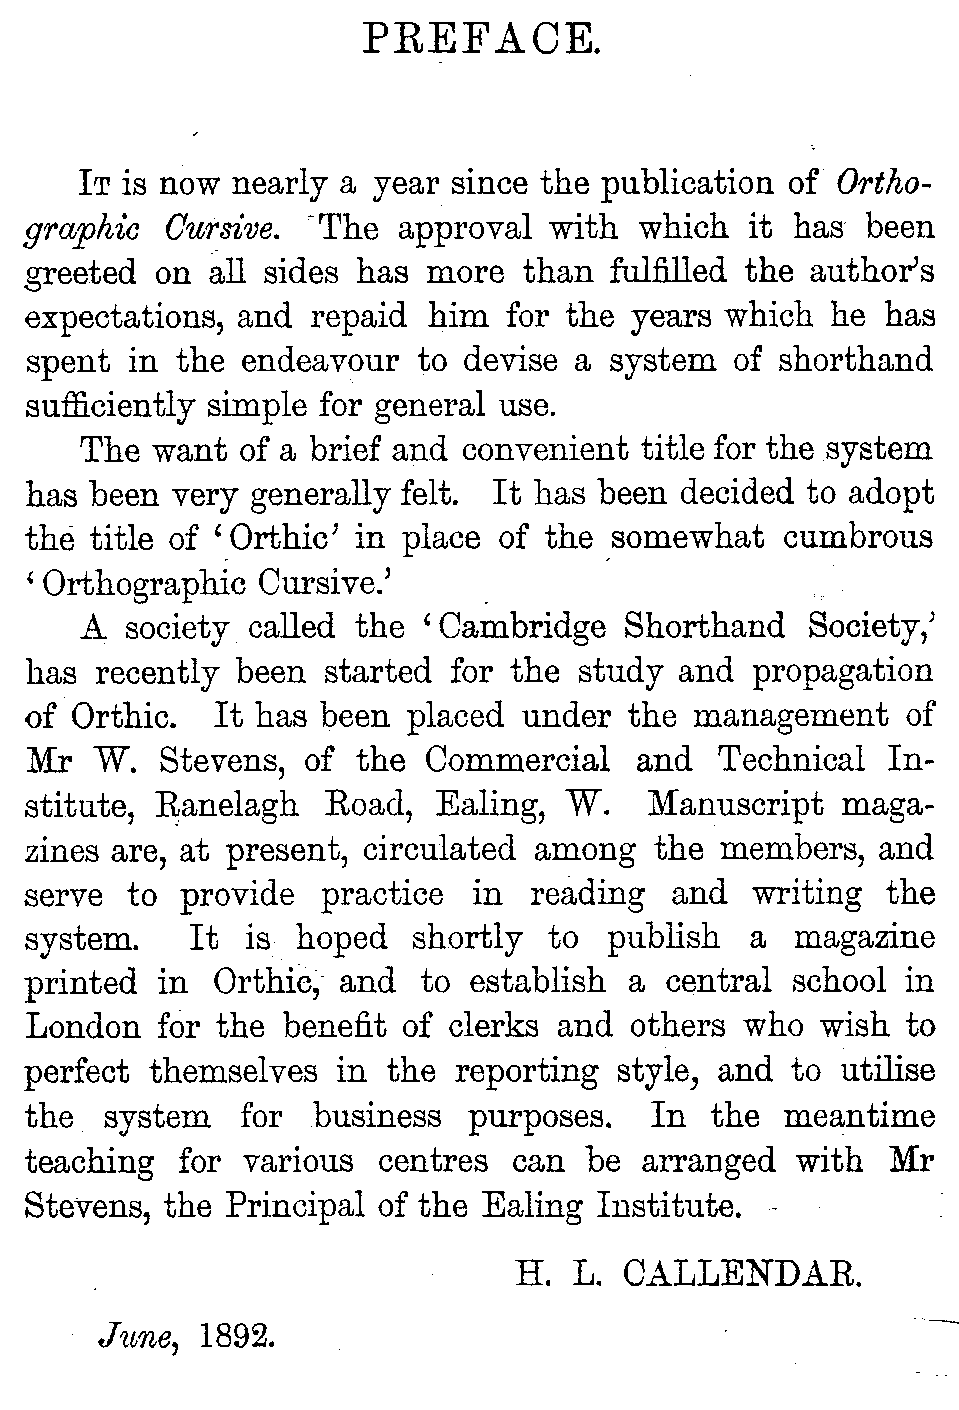 PREFACE.
It is now nearly a year since the publication of Ortho-
graphic Cursive. The approval with which it has been
greeted on all sides has more than fulfilled the author's
expectations, and repaid him for the years which he has
spent in the endeavour to devise a system of shorthand
sufficiently simple for general use.
The want of a brief and convenient title for the system
has been very generally felt. It has been decided to adopt
the title of ‘Orthic’ in place of the somewhat cumbrous
‘Orthographic Cursive.’
A society called the ‘Cambridge Shorthand Society,’
has recently been started for the study and propagation
of Orthic. It has been placed under the management of
Mr W. Stevens, of the Commercial and Technical In-
stitute, Ranelagh Road, Ealing, W. Manuscript maga-
zines are, at present, circulated among the members, and
serve to provide practice in reading and writing the
system. It is hoped shortly to publish a magazine
printed in Orthic, and to establish a central school in
London for the benefit of clerks and others who wish to
perfect themselves in the reporting style, and to utilise
the system for business purposes. In the meantime
teaching for various centres can be arranged with Mr
Stevens, the Principal of the Ealing Institute.
H. L. CALLENDAR.
June, 1892.